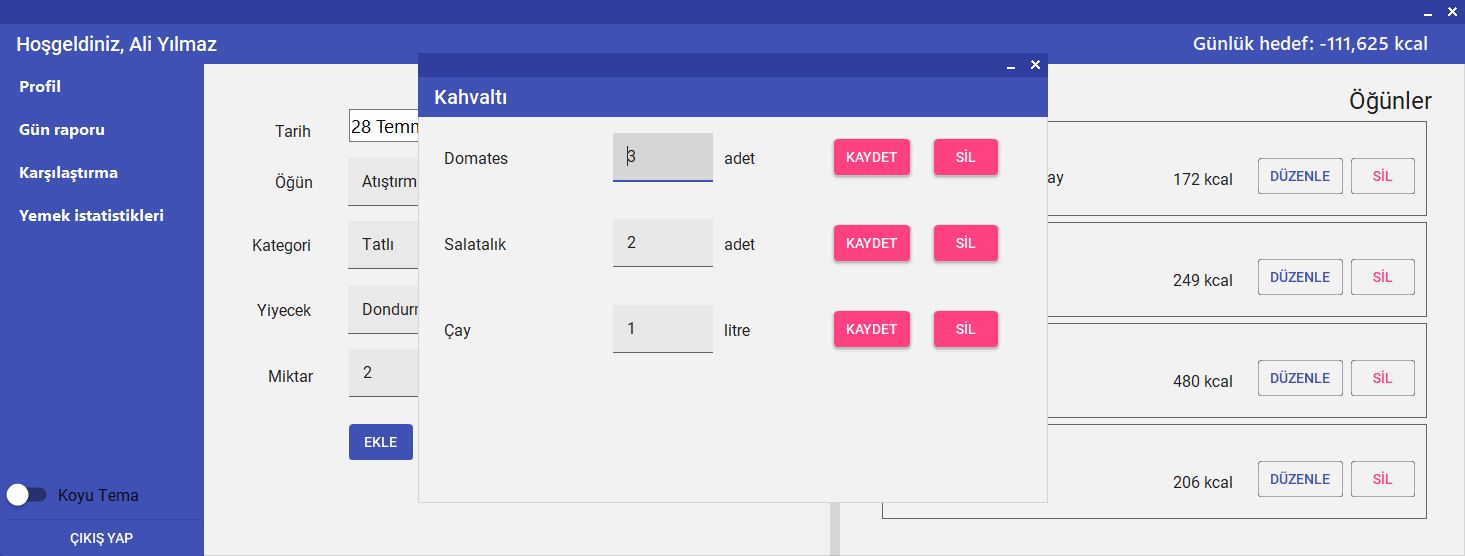 Hoşgeldiniz, Ali Yılmaz
Günlük hedef: -111,625 kcal
Profil
Gün raporu
Karşılaştırma
Yemek istatistikleri
Koyu Tema
ÇIKIŞ YAP
Tarih
28 Temm
Öğün
Atıştırm
Kategori
Tatlı
Yiyecek
Dondurm
Miktar
2
EKLE
Kahvaltı
Domates 3 adet KAYDET SİL
Salatalık 2 adet KAYDET SİL
Çay 1 litre KAYDET SİL
Öğünler
ay 172 kcal DÜZENLE SİL
249 kcal DÜZENLE SİL
480 kcal DÜZENLE SİL
206 kcal DÜZENLE SİL